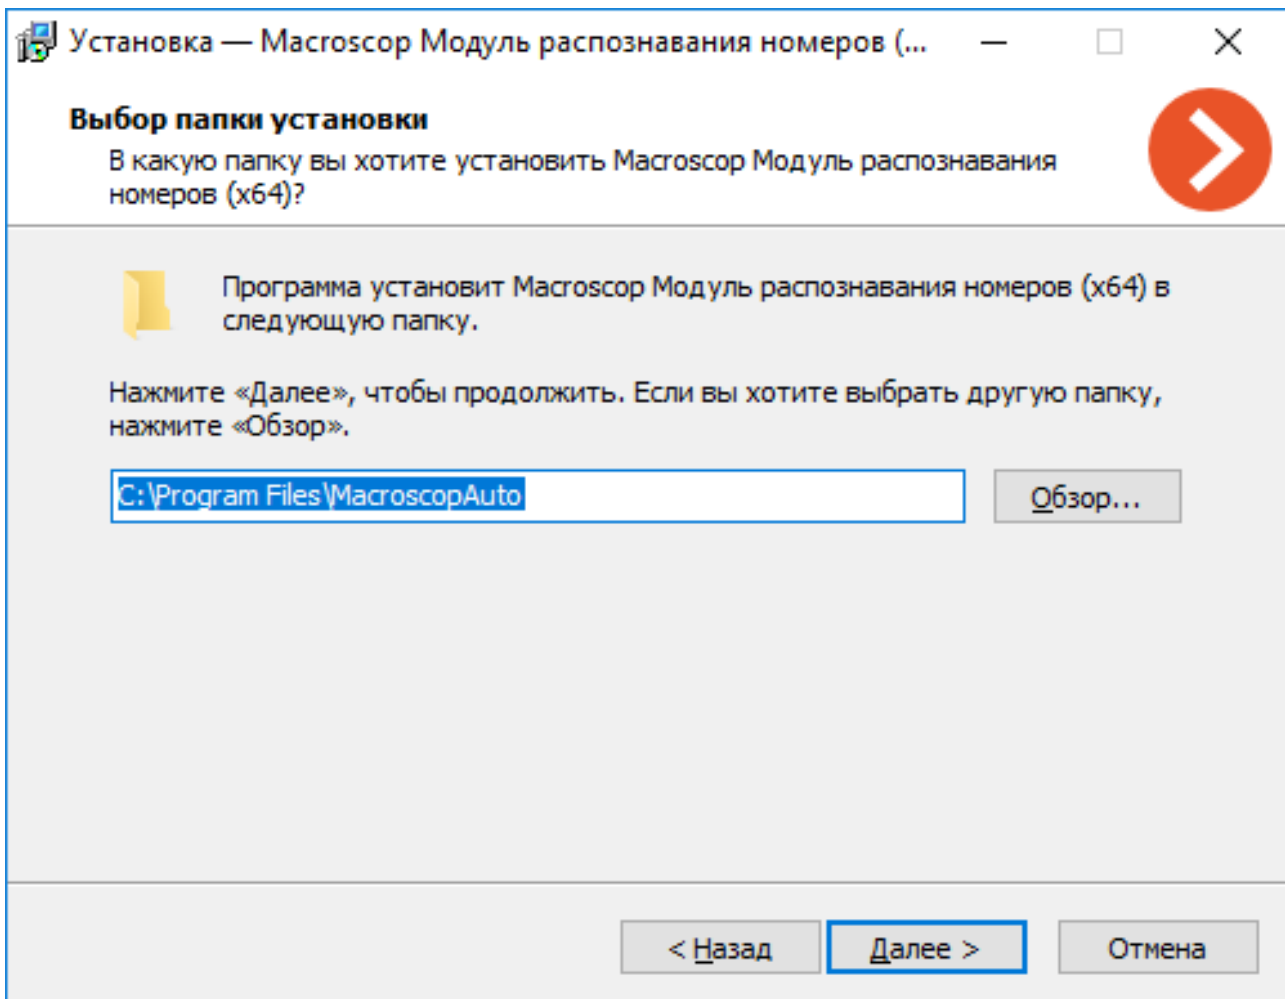 Установка — Macroscop Модуль распознавания номеров (...
Выбор папки установки
В какую папку вы хотите установить Macroscop Модуль распознавания
номеров (x64)?
Программа установит Macroscop Модуль распознавания номеров (x64) в
следующую папку.
Нажмите «Далее», чтобы продолжить. Если вы хотите выбрать другую папку,
нажмите «Обзор».
C:\Program Files\MacroscopAuto
Обзор...
< Назад
Далее >
Отмена